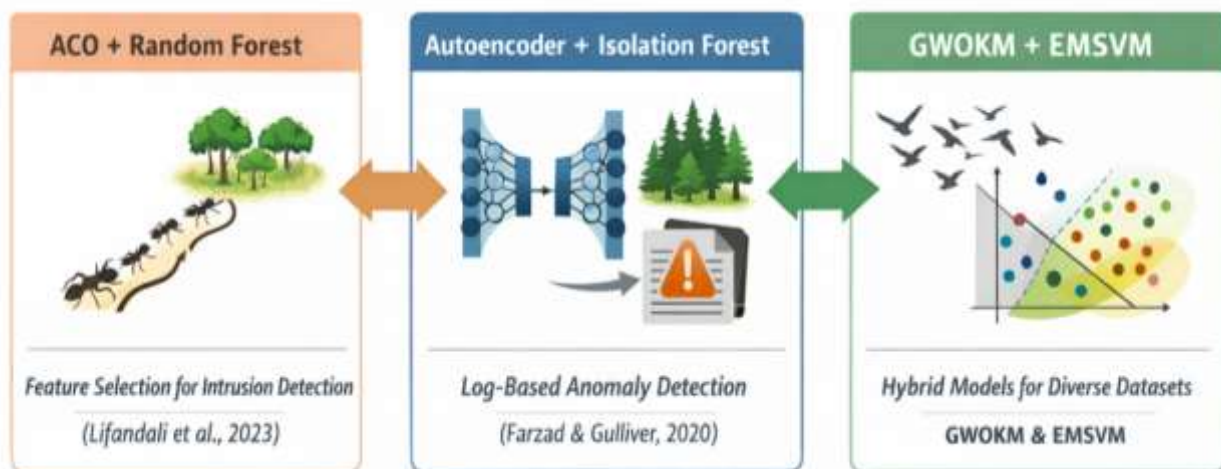 ACO + Random Forest
Feature Selection for Intrusion Detection
(Lifandali et al., 2023)
Autoencoder + Isolation Forest
Log-Based Anomaly Detection
(Farzad & Gulliver, 2020)
GWOKM + EMSVM
Hybrid Models for Diverse Datasets
GWOKM & EMSVM